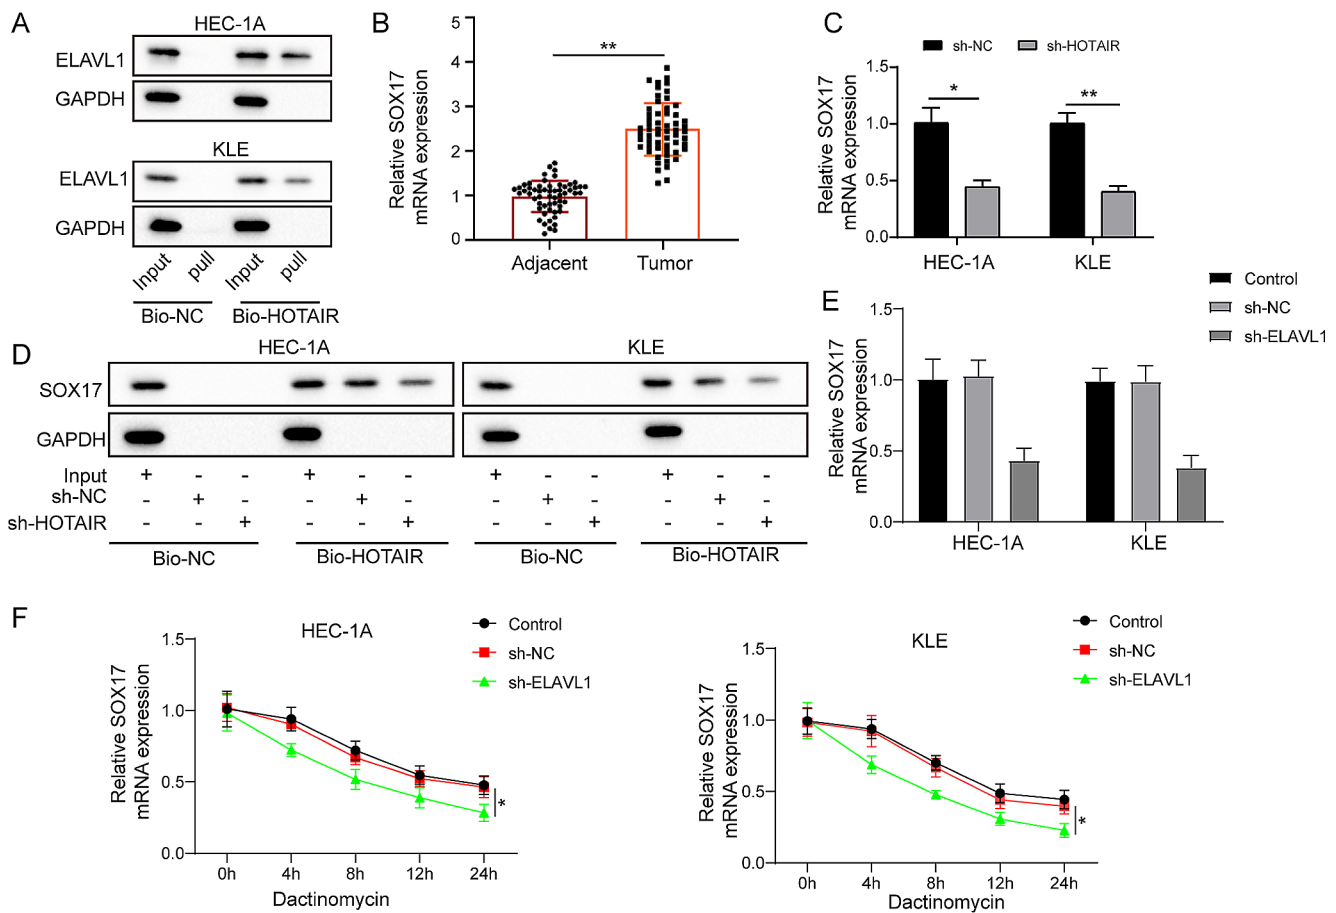 A
HEC-1A
ELAVL1
GAPDH
KLE
ELAVL1
GAPDH
Input pull Input pull
Bio-NC Bio-HOTAIR
B
Relative SOX17
mRNA expression
5
4
3
2
1
0
**
Adjacent Tumor
C
sh-NC sh-HOTAIR
Relative SOX17
mRNA expression
1.5
1.0
0.5
0.0
* **
HEC-1A KLE
D
HEC-1A KLE
SOX17
GAPDH
Input + - - + - - + - - + - -
sh-NC - + - - + - - + - - + -
sh-HOTAIR - - + - - + - - + - - +
Bio-NC Bio-HOTAIR Bio-NC Bio-HOTAIR
E
Control
sh-NC
sh-ELAVL1
Relative SOX17
mRNA expression
1.5
1.0
0.5
0.0
HEC-1A KLE
F
HEC-1A
Control
sh-NC
sh-ELAVL1
Relative SOX17
mRNA expression
1.5
1.0
0.5
0.0
*
0h 4h 8h 12h 24h
Dactinomycin
KLE
Control
sh-NC
sh-ELAVL1
Relative SOX17
mRNA expression
1.5
1.0
0.5
0.0
*
0h 4h 8h 12h 24h
Dactinomycin